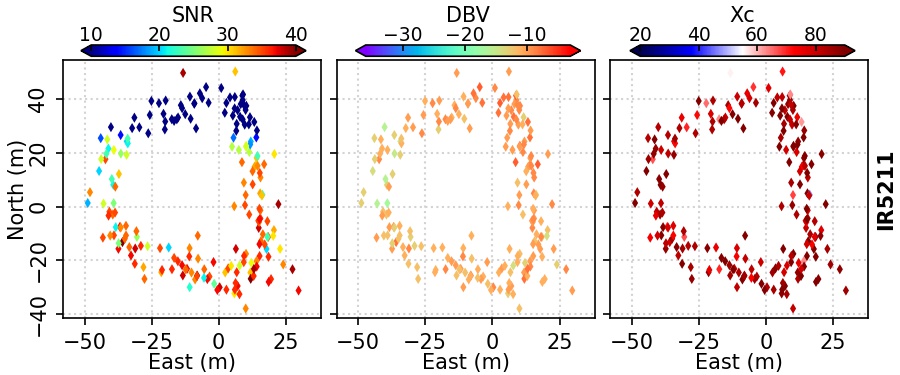 SNR DBV Xc
10 20 30 40 −30 −20 −10 20 40 60 80
North (m)
40
20
0
−20
−40
−50 −25 0 25 −50 −25 0 25 −50 −25 0 25
East (m) East (m) East (m)
IR5211